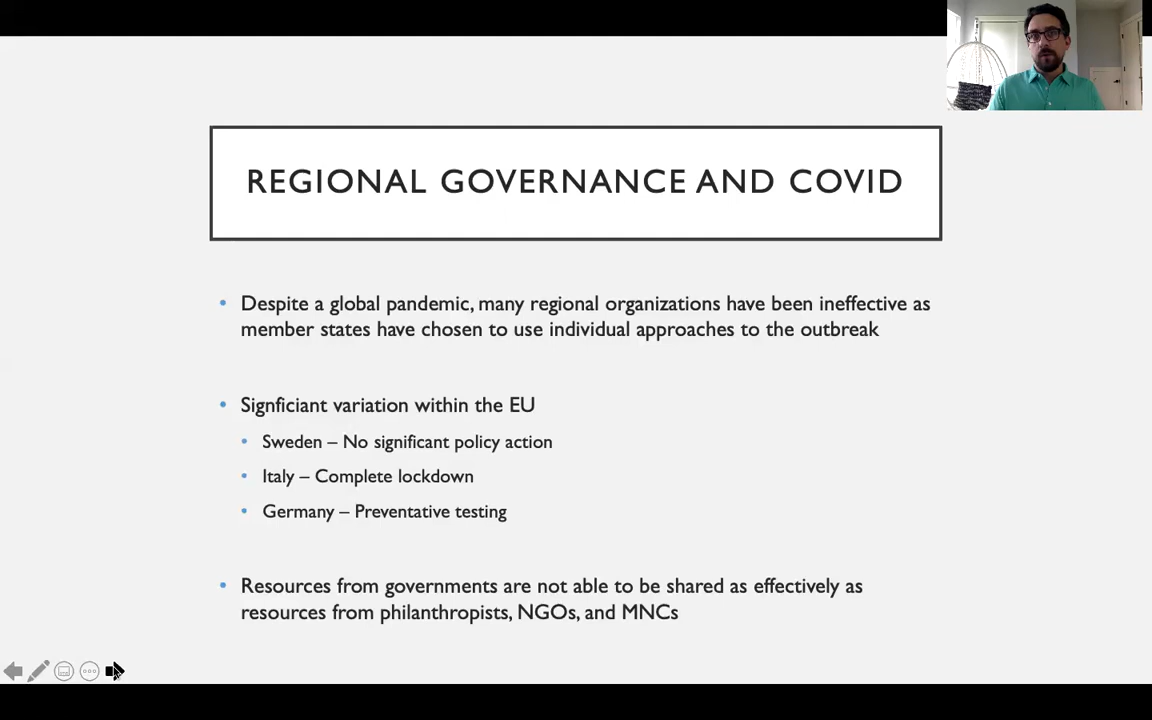 REGIONAL GOVERNANCE AND COVID
• Despite a global pandemic, many regional organizations have been ineffective as
member states have chosen to use individual approaches to the outbreak
• Signficiant variation within the EU
• Sweden – No significant policy action
• Italy – Complete lockdown
• Germany – Preventative testing
• Resources from governments are not able to be shared as effectively as
resources from philanthropists, NGOs, and MNCs